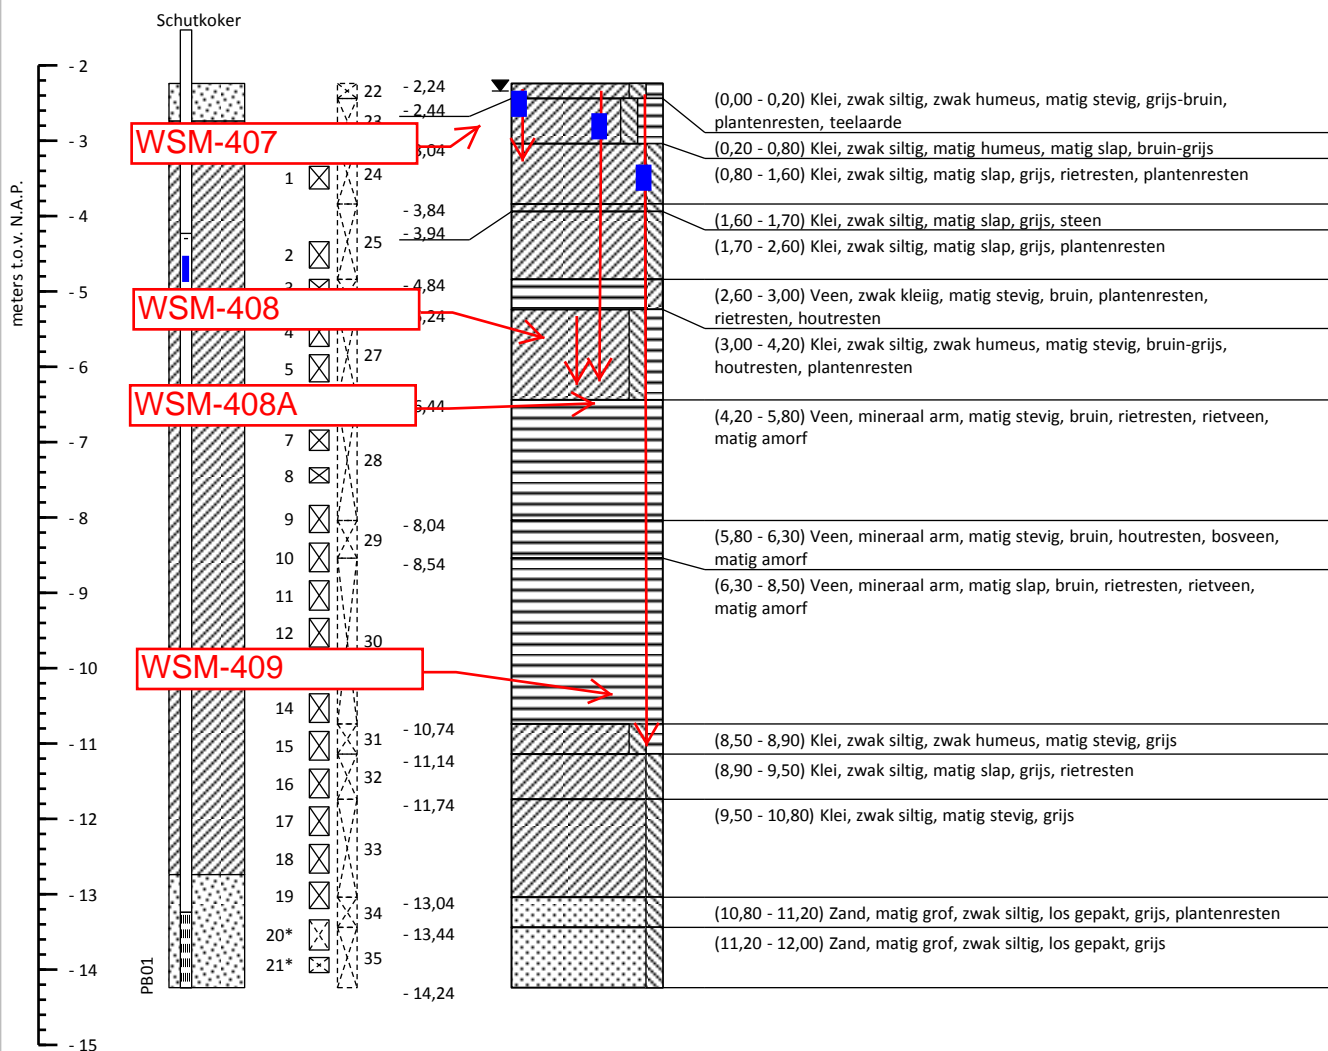 Schutkoker
meters t.o.v. N.A.P.
- 2
- 3
- 4
- 5
- 6
- 7
- 8
- 9
- 10
- 11
- 12
- 13
- 14
- 15
PB01
1
2
4
5
7
8
9
10
11
12
14
15
16
17
18
19
20*
21*
22
24
25
27
28
29
30
31
32
33
34
35
- 2,24
- 2,44
- 3,84
- 3,94
- 8,04
- 8,54
- 10,74
- 11,14
- 11,74
- 13,04
- 13,44
- 14,24
WSM-407
WSM-408
WSM-408A
WSM-409
(0,00 - 0,20) Klei, zwak siltig, zwak humeus, matig stevig, grijs-bruin,
plantenresten, teelaarde
(0,20 - 0,80) Klei, zwak siltig, matig humeus, matig slap, bruin-grijs
(0,80 - 1,60) Klei, zwak siltig, matig slap, grijs, rietresten, plantenresten
(1,60 - 1,70) Klei, zwak siltig, matig slap, grijs, steen
(1,70 - 2,60) Klei, zwak siltig, matig slap, grijs, plantenresten
(2,60 - 3,00) Veen, zwak kleiig, matig stevig, bruin, plantenresten,
rietresten, houtresten
(3,00 - 4,20) Klei, zwak siltig, zwak humeus, matig stevig, bruin-grijs,
houtresten, plantenresten
(4,20 - 5,80) Veen, mineraal arm, matig stevig, bruin, rietresten, rietveen,
matig amorf
(5,80 - 6,30) Veen, mineraal arm, matig stevig, bruin, houtresten, bosveen,
matig amorf
(6,30 - 8,50) Veen, mineraal arm, matig slap, bruin, rietresten, rietveen,
matig amorf
(8,50 - 8,90) Klei, zwak siltig, zwak humeus, matig stevig, grijs
(8,90 - 9,50) Klei, zwak siltig, matig slap, grijs, rietresten
(9,50 - 10,80) Klei, zwak siltig, matig stevig, grijs
(10,80 - 11,20) Zand, matig grof, zwak siltig, los gepakt, grijs, plantenresten
(11,20 - 12,00) Zand, matig grof, zwak siltig, los gepakt, grijs